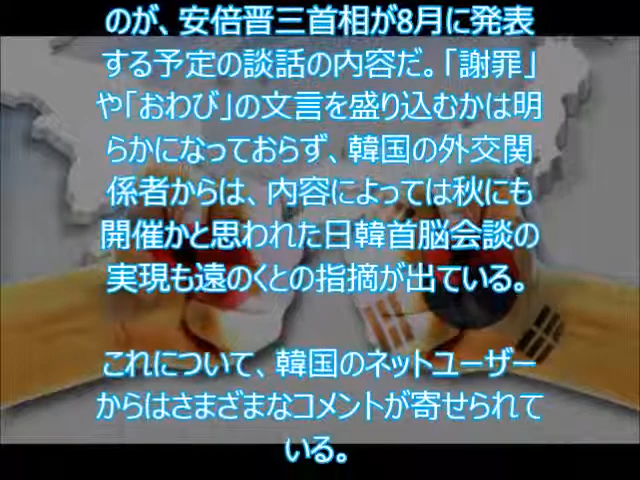 のが、安倍晋三首相が8月に発表
する予定の談話の内容だ。「謝罪」
や「おわび」の文言を盛り込むかは明
らかになっておらず、韓国の外交関
係者からは、内容によっては秋にも
開催かと思われた日韓首脳会談の
実現も遠のくとの指摘が出ている。
これについて、韓国のネットユーザー
からはさまざまなコメントが寄せられて
いる。